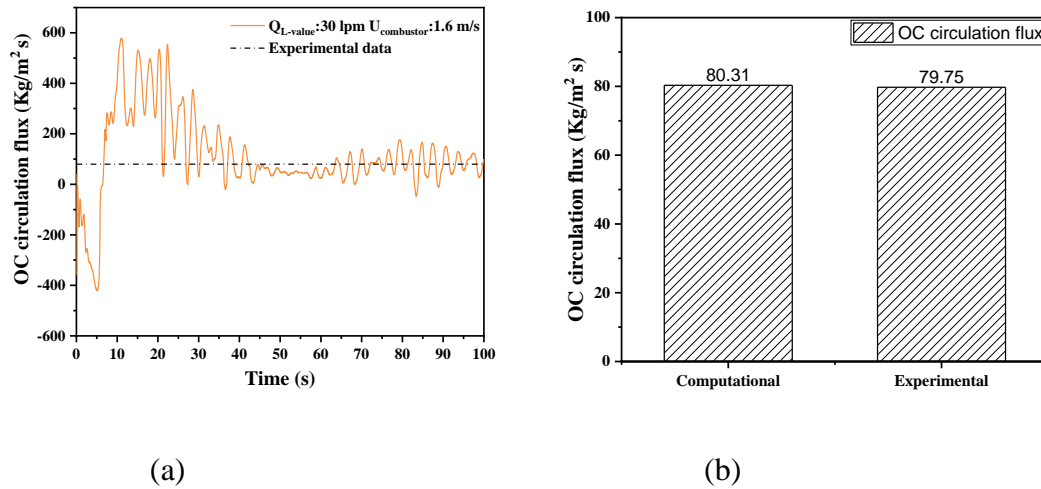 (a)
Q_L-value:30 lpm U_combustor:1.6 m/s
Experimental data
OC circulation flux (Kg/m² s)
600
400
200
0
-200
-400
-600
0 10 20 30 40 50 60 70 80 90 100
Time (s)
(b)
OC circulation flux
80.31
79.75
OC circulation flux (Kg/m² s)
100
80
60
40
20
0
Computational Experimental
(a) (b)